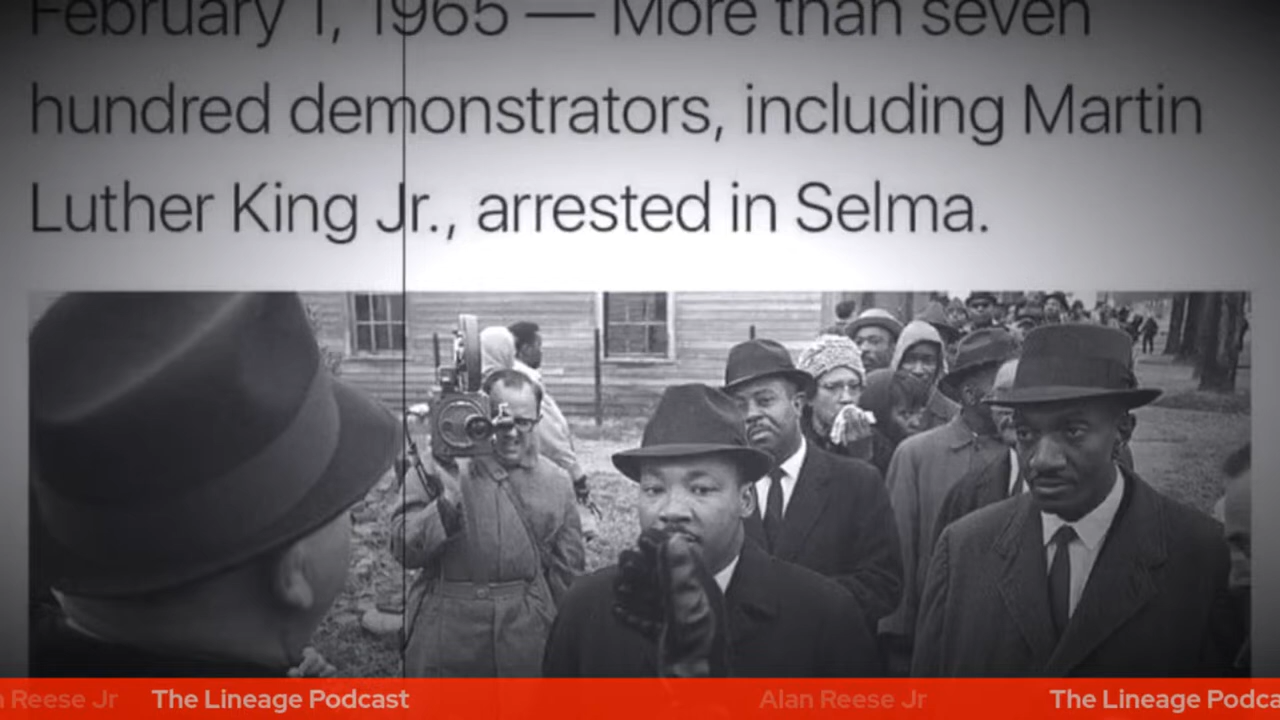 February 1, 1965 — More than seven
hundred demonstrators, including Martin
Luther King Jr., arrested in Selma.
n Reese Jr The Lineage Podcast Alan Reese Jr The Lineage Podca